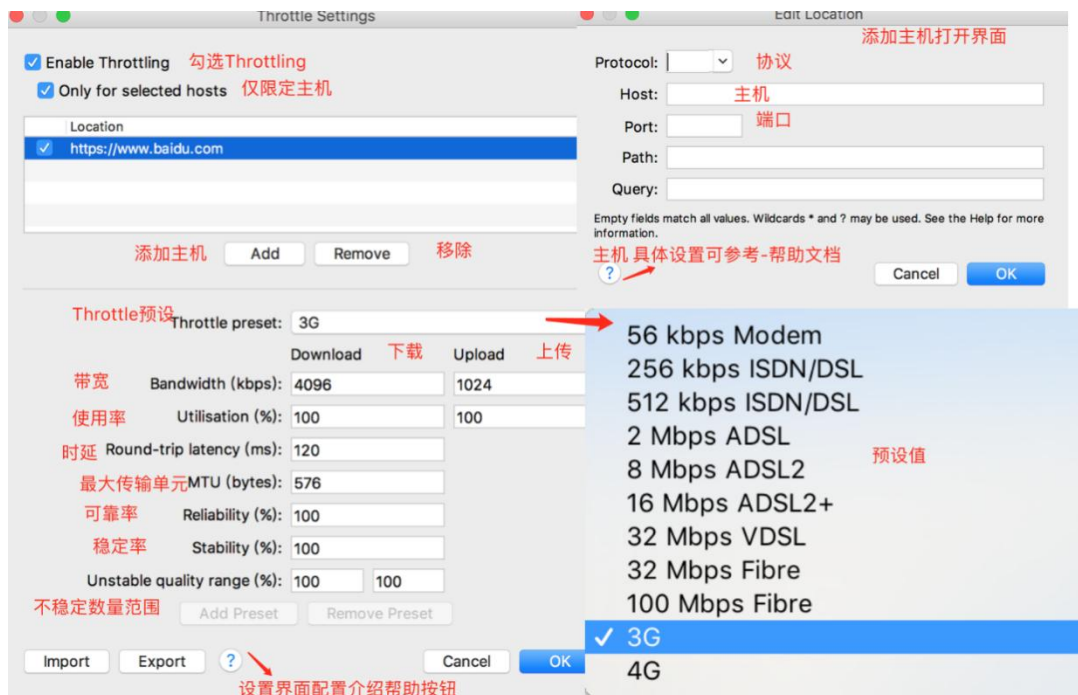 Throttle Settings
Enable Throttling 勾选Throttling
Only for selected hosts 仅限定主机
Location
https://www.baidu.com
添加主机 Add Remove 移除
Throttle预设 Throttle preset: 3G
Download 下载 Upload 上传
带宽 Bandwidth (kbps): 4096 1024
使用率 Utilisation (%): 100 100
时延 Round-trip latency (ms): 120
最大传输单元 MTU (bytes): 576
可靠率 Reliability (%): 100
稳定率 Stability (%): 100
Unstable quality range (%): 100 100
不稳定数量范围 Add Preset Remove Preset
Import Export ? Cancel OK
设置界面配置介绍帮助按钮
Edit Location
添加主机打开界面
Protocol: 协议
Host: 主机
Port: 端口
Path:
Query:
Empty fields match all values. Wildcards * and ? may be used. See the Help for more
information.
主机 具体设置可参考-帮助文档
? Cancel OK
56 kbps Modem
256 kbps ISDN/DSL
512 kbps ISDN/DSL
2 Mbps ADSL
8 Mbps ADSL2 预设值
16 Mbps ADSL2+
32 Mbps VDSL
32 Mbps Fibre
100 Mbps Fibre
✓ 3G
4G